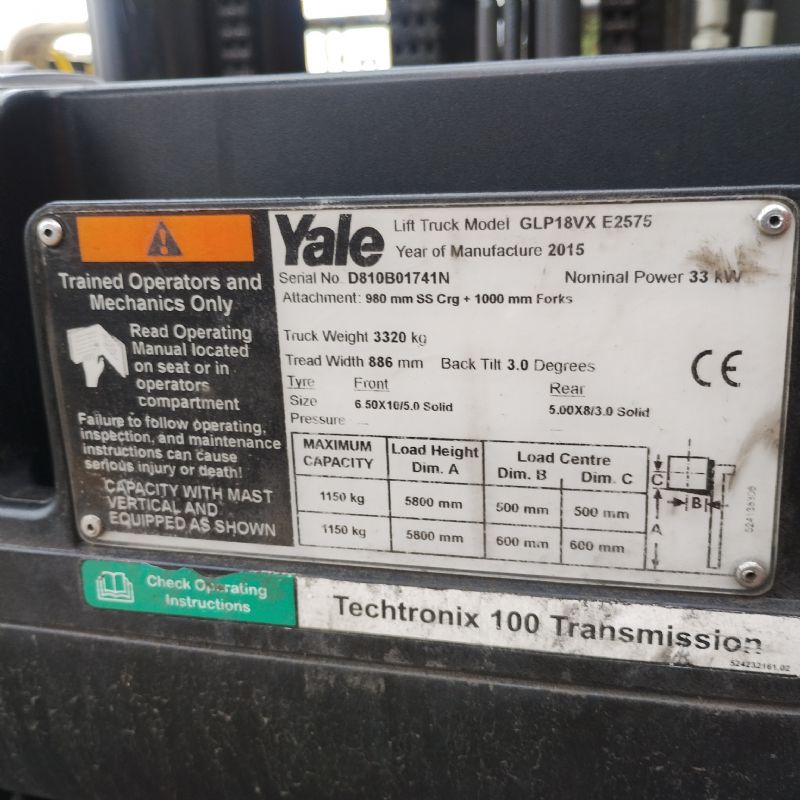 Trained Operators and
Mechanics Only
Read Operating
Manual located
on seat or in
operators
compartment
Failure to follow operating,
inspection, and maintenance
instructions can cause
serious injury or death!
CAPACITY WITH MAST
VERTICAL AND
EQUIPPED AS SHOWN
Yale
Lift Truck Model GLP18VX E2575
Year of Manufacture 2015
Serial No. D810B01741N Nominal Power 33 kW
Attachment: 980 mm SS Crg + 1000 mm Forks
Truck Weight 3320 kg
Tread Width 886 mm Back Tilt 3.0 Degrees
CE
Tyre Front Rear
Size 6.50X10/5.0 Solid 5.00X8/3.0 Solid
Pressure
MAXIMUM CAPACITY Load Height Dim. A Load Centre Dim. B Dim. C
1150 kg 5800 mm 500 mm 500 mm
1150 kg 5800 mm 600 mm 600 mm
C
B
A
Check Operating
Instructions
Techtronix 100 Transmission
524232161.02